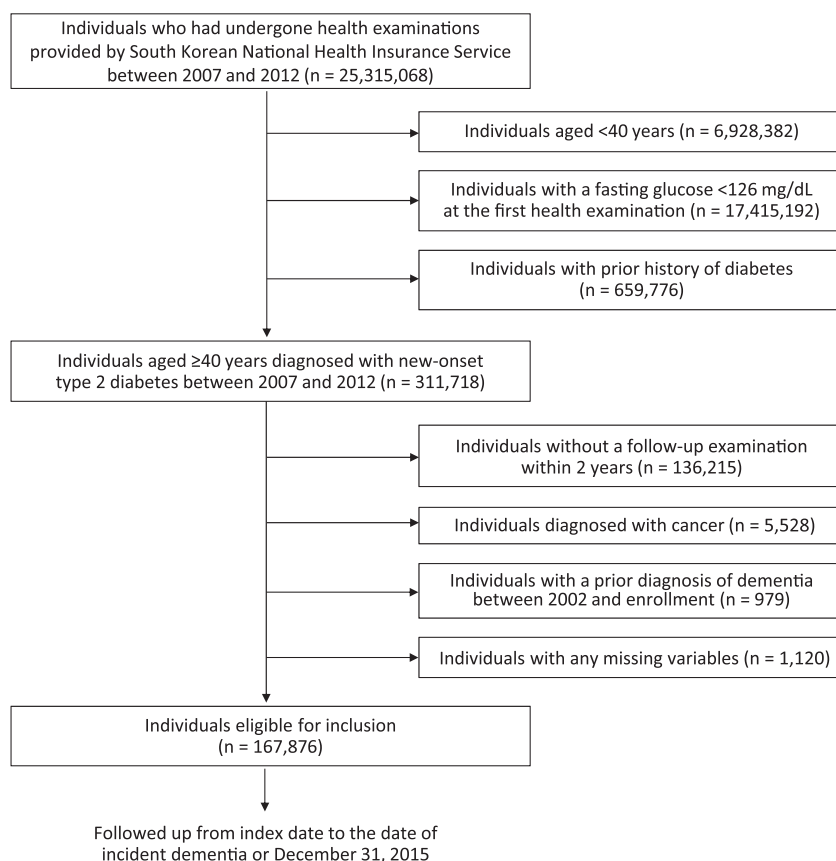 Individuals who had undergone health examinations
provided by South Korean National Health Insurance Service
between 2007 and 2012 (n = 25,315,068)
Individuals aged <40 years (n = 6,928,382)
Individuals with a fasting glucose <126 mg/dL
at the first health examination (n = 17,415,192)
Individuals with prior history of diabetes
(n = 659,776)
Individuals aged ≥40 years diagnosed with new-onset
type 2 diabetes between 2007 and 2012 (n = 311,718)
Individuals without a follow-up examination
within 2 years (n = 136,215)
Individuals diagnosed with cancer (n = 5,528)
Individuals with a prior diagnosis of dementia
between 2002 and enrollment (n = 979)
Individuals with any missing variables (n = 1,120)
Individuals eligible for inclusion
(n = 167,876)
Followed up from index date to the date of
incident dementia or December 31, 2015